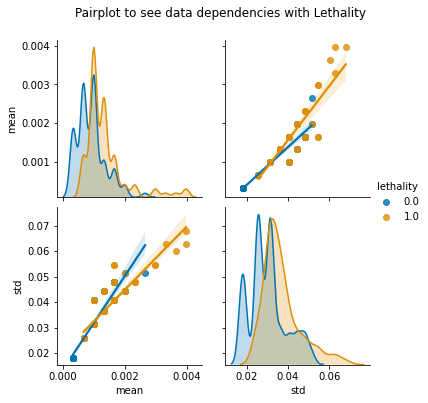 Pairplot to see data dependencies with Lethality
0.004
0.003
0.002
0.001
mean
lethality
0.0
1.0
0.07
0.06
0.05
0.04
0.03
0.02
std
0.000 0.002 0.004
mean
0.02 0.04 0.06
std